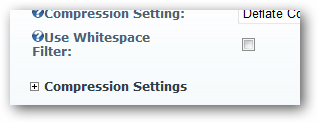 Compression Setting: Deflate Co
Use Whitespace
Filter:
Compression Settings